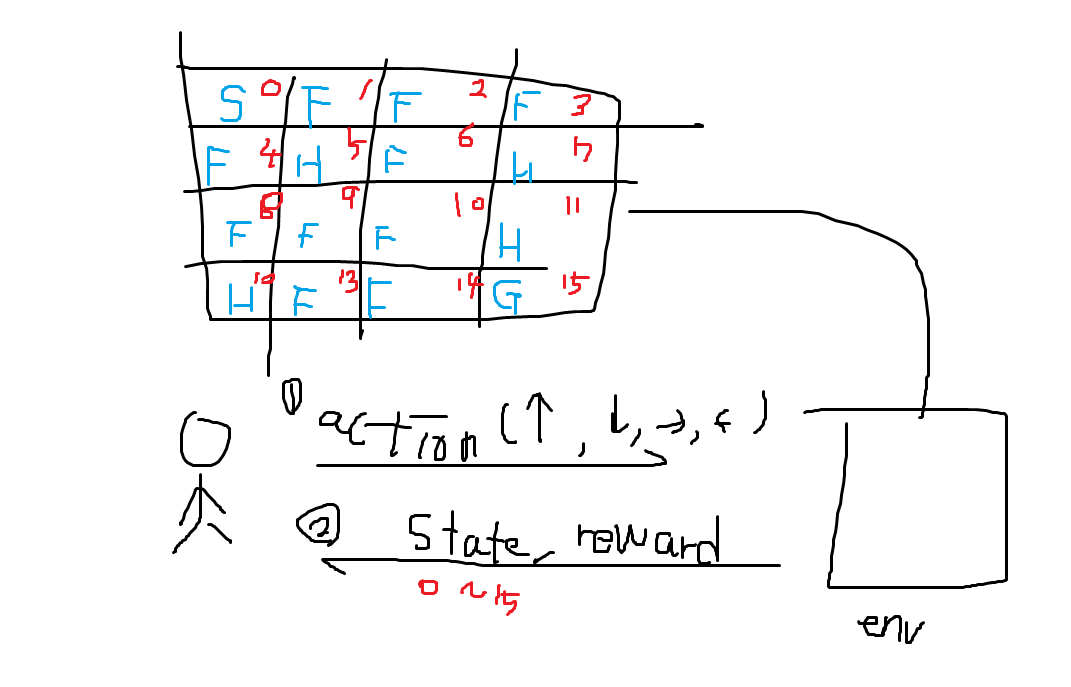 S 0 F 1 F 2 F 3
F 4 H 5 F 6 H 7
F 8 F 9 F 10 H 11
H F 13 F 14 G 15
① action (↑, ↓, →, ←)
② State, reward
0 ~ 15
env